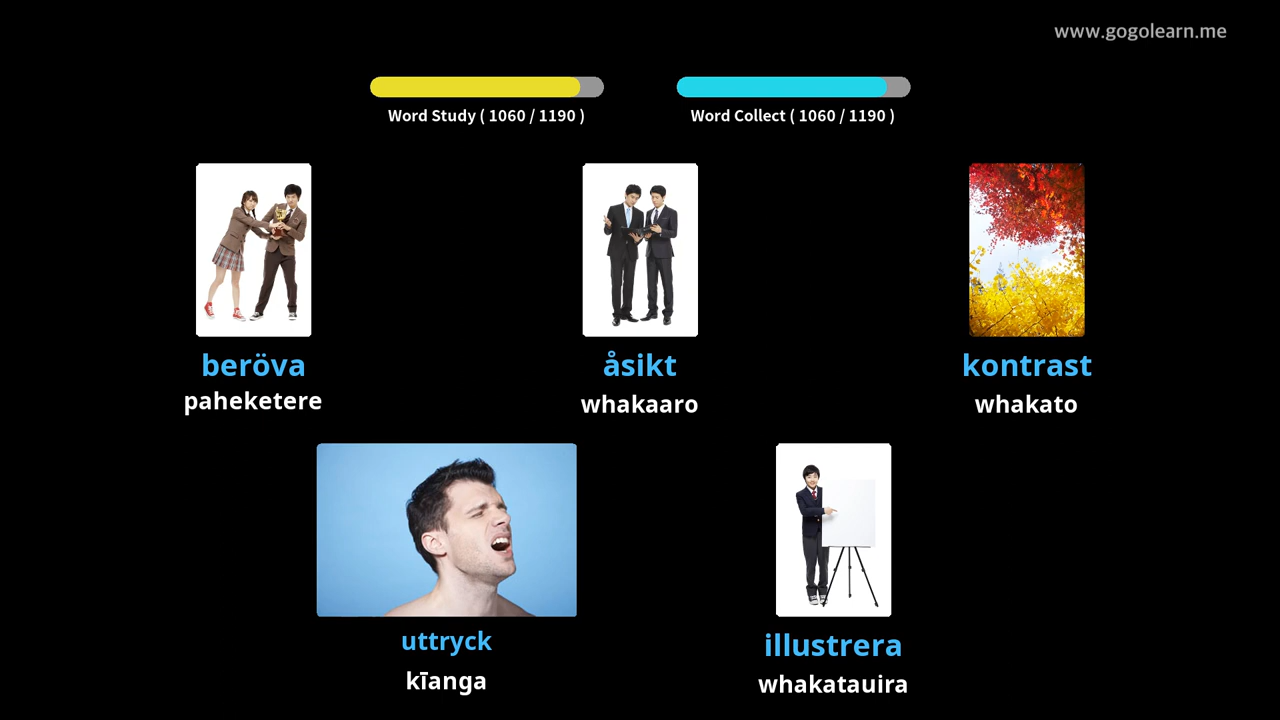 www.gogolearn.me
Word Study ( 1060 / 1190 )
Word Collect ( 1060 / 1190 )
beröva
paheketere
åsikt
whakaaro
kontrast
whakato
uttryck
kīanga
illustrera
whakatauira